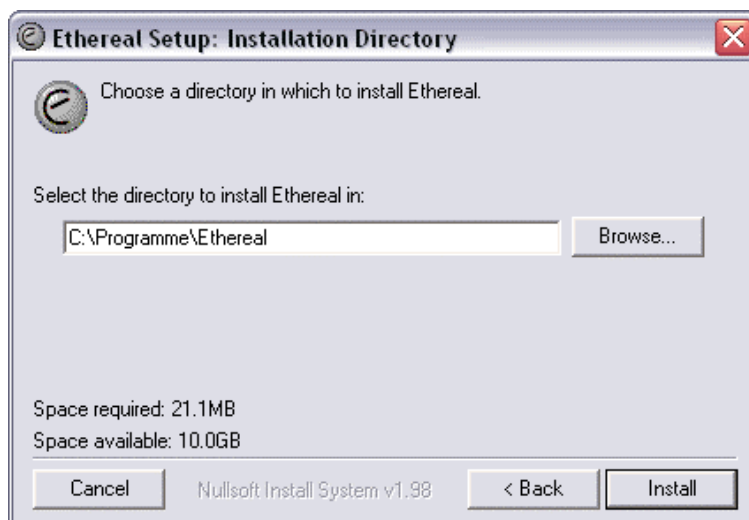 Ethereal Setup: Installation Directory
Choose a directory in which to install Ethereal.
Select the directory to install Ethereal in:
C:\Programme\Ethereal
Browse...
Space required: 21.1MB
Space available: 10.0GB
Cancel
Nullsoft Install System v1.98
< Back
Install